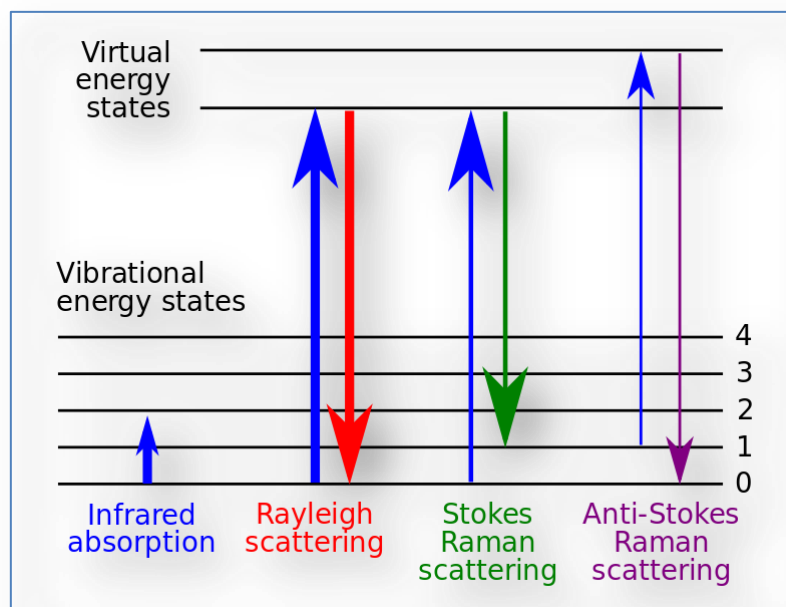 Virtual
energy
states
Vibrational
energy states
4
3
2
1
0
Infrared
absorption
Rayleigh
scattering
Stokes
Raman
scattering
Anti-Stokes
Raman
scattering